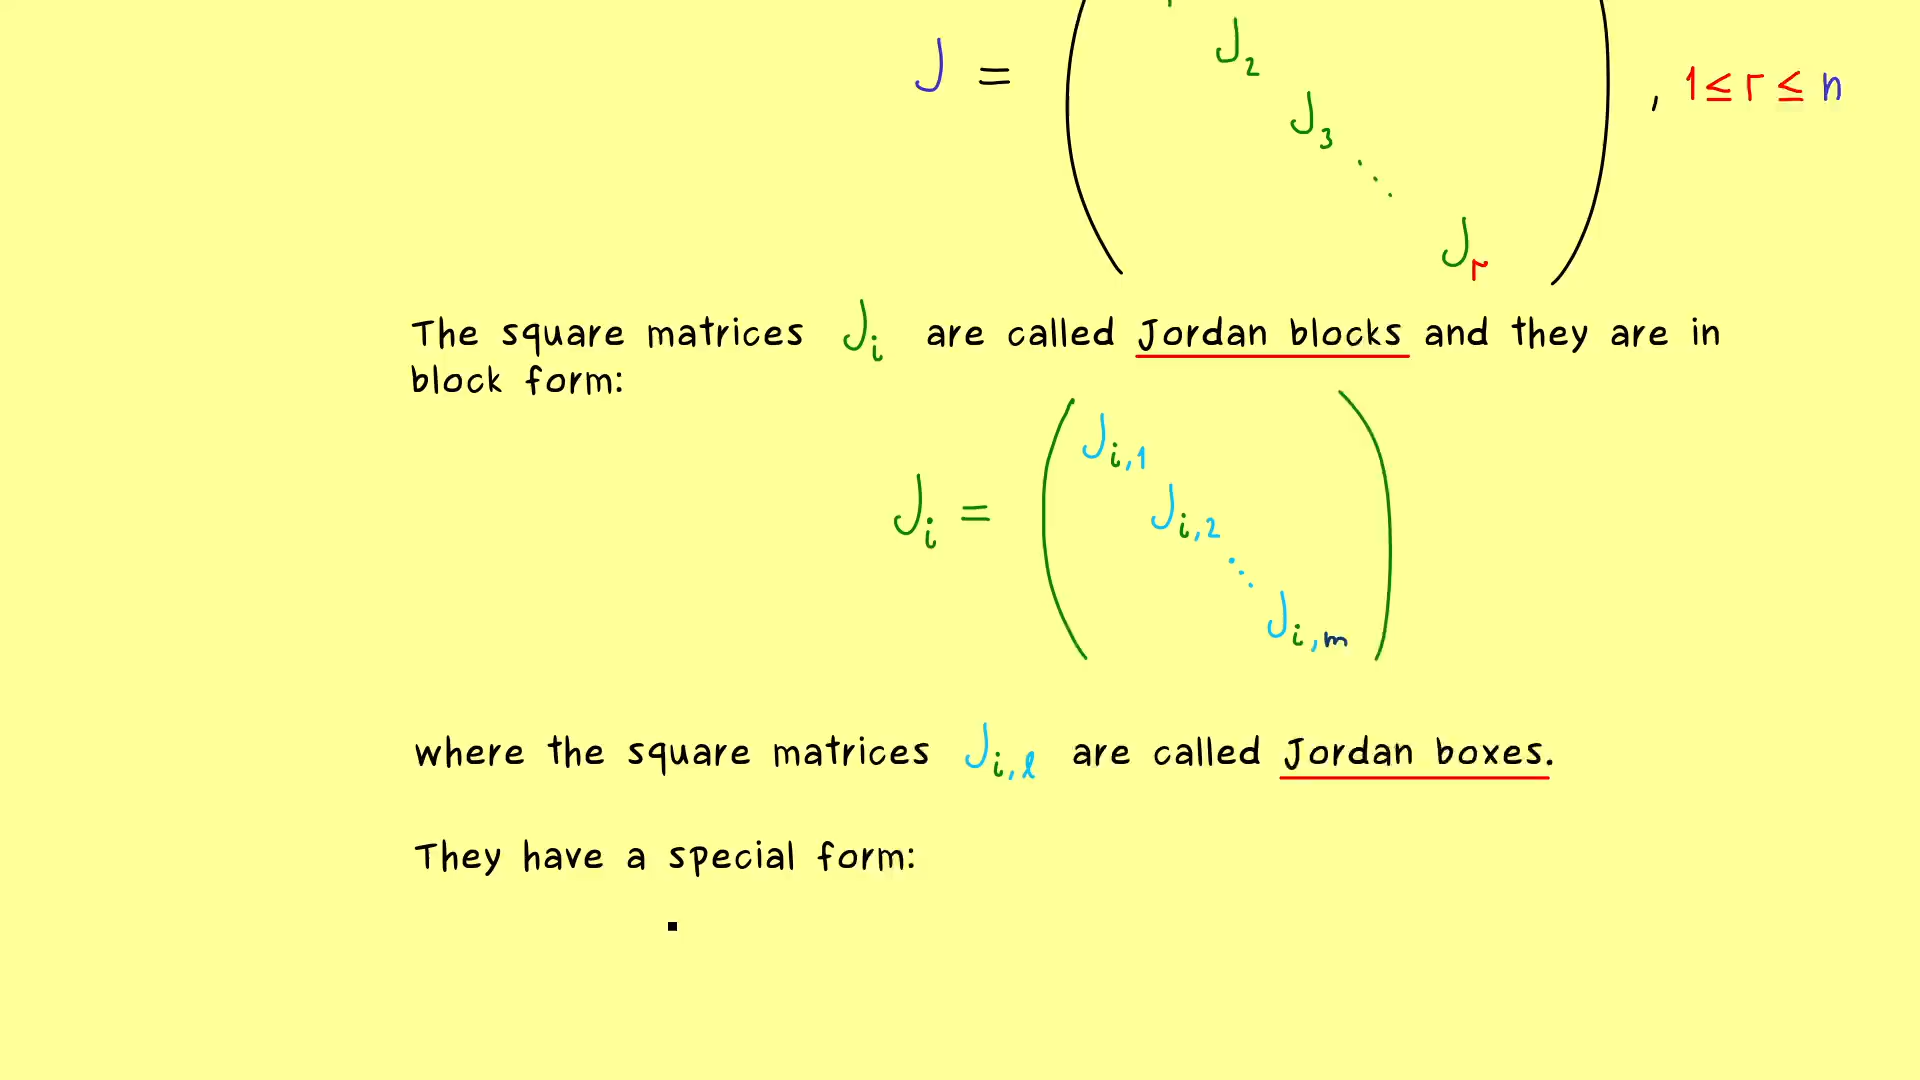 J₂
J = , 1 ≤ r ≤ n
J₃
⋱
Jᵣ
The square matrices Jᵢ are called Jordan blocks and they are in
block form:
Jᵢ,₁
Jᵢ = Jᵢ,₂
⋱
Jᵢ,ₘ
where the square matrices Jᵢ,ℓ are called Jordan boxes.
They have a special form: